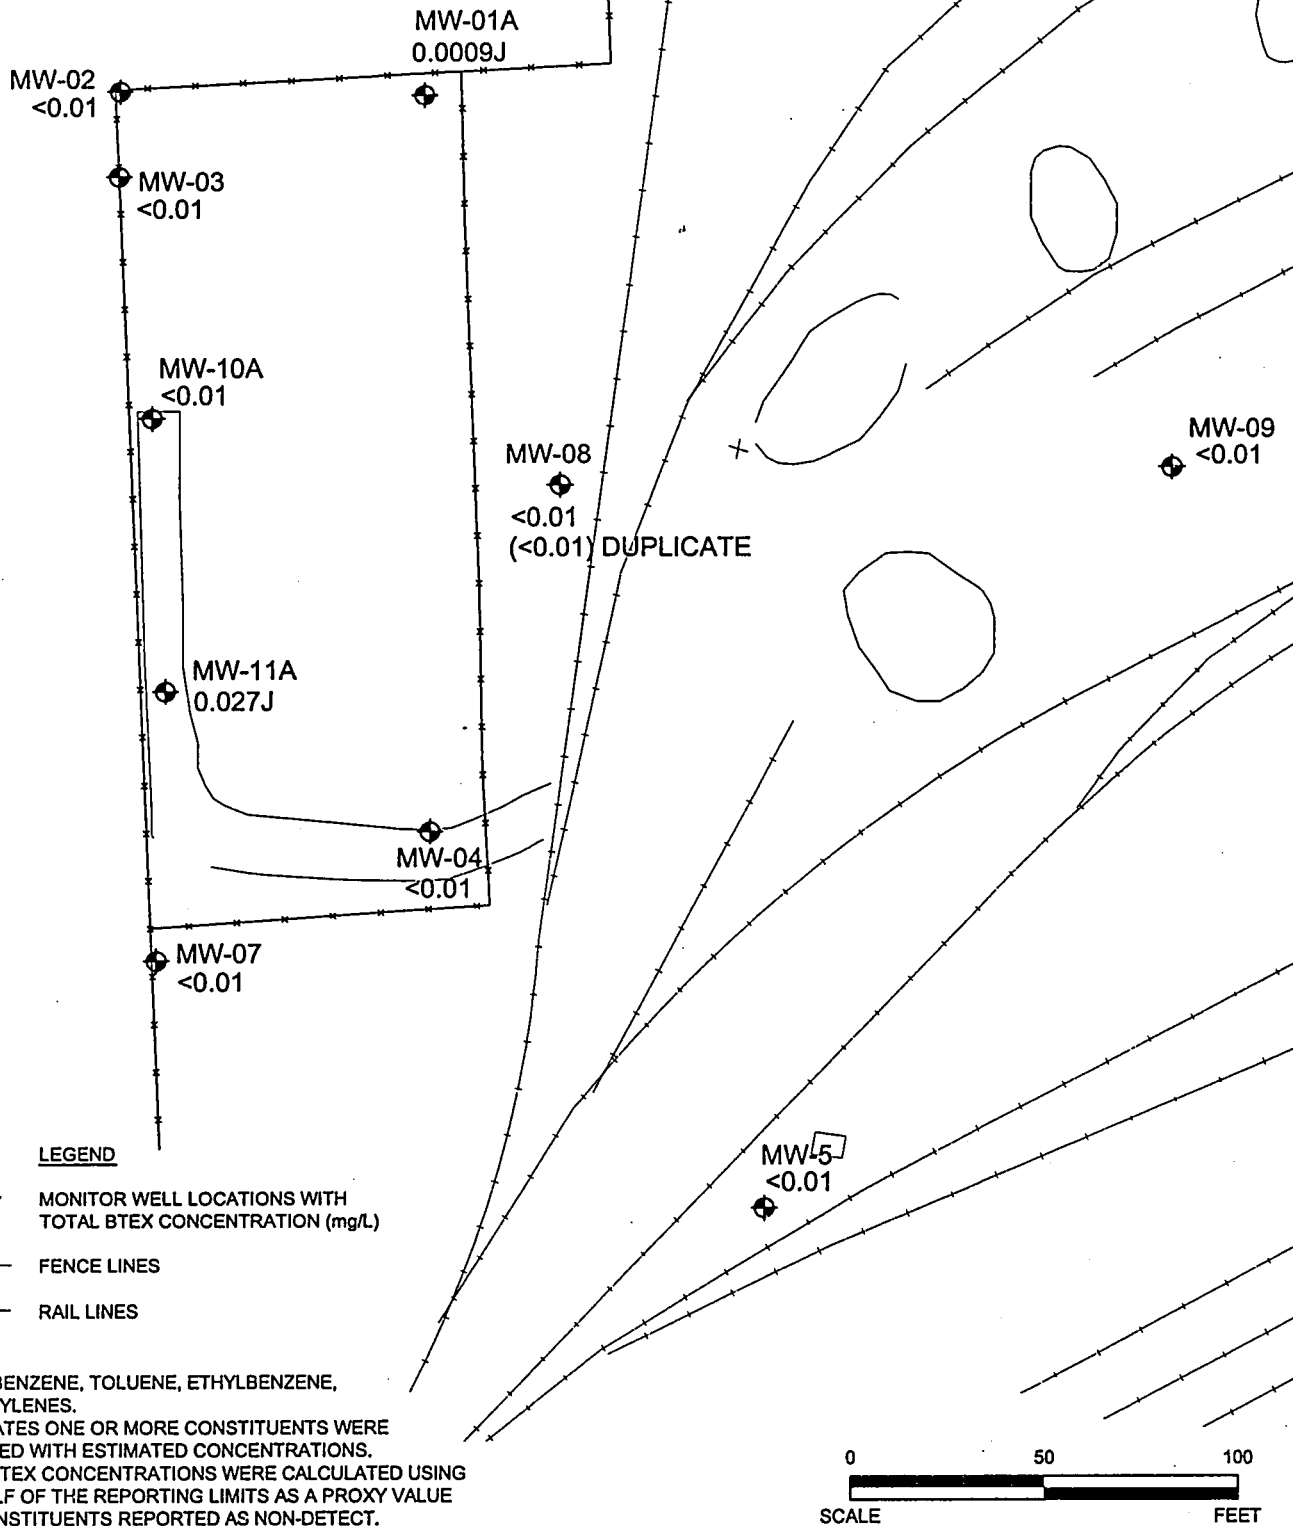 MW-01A
0.0009J
MW-02
<0.01
MW-03
<0.01
MW-10A
<0.01
MW-08
<0.01
(<0.01) DUPLICATE
MW-09
<0.01
MW-11A
0.027J
MW-04
<0.01
MW-07
<0.01
MW-5
<0.01
LEGEND
MONITOR WELL LOCATIONS WITH
TOTAL BTEX CONCENTRATION (mg/L)
FENCE LINES
RAIL LINES
BENZENE, TOLUENE, ETHYLBENZENE,
YLENES.
ATES ONE OR MORE CONSTITUENTS WERE
ED WITH ESTIMATED CONCENTRATIONS.
TEX CONCENTRATIONS WERE CALCULATED USING
LF OF THE REPORTING LIMITS AS A PROXY VALUE
NSTITUENTS REPORTED AS NON-DETECT.
0 50 100
SCALE FEET